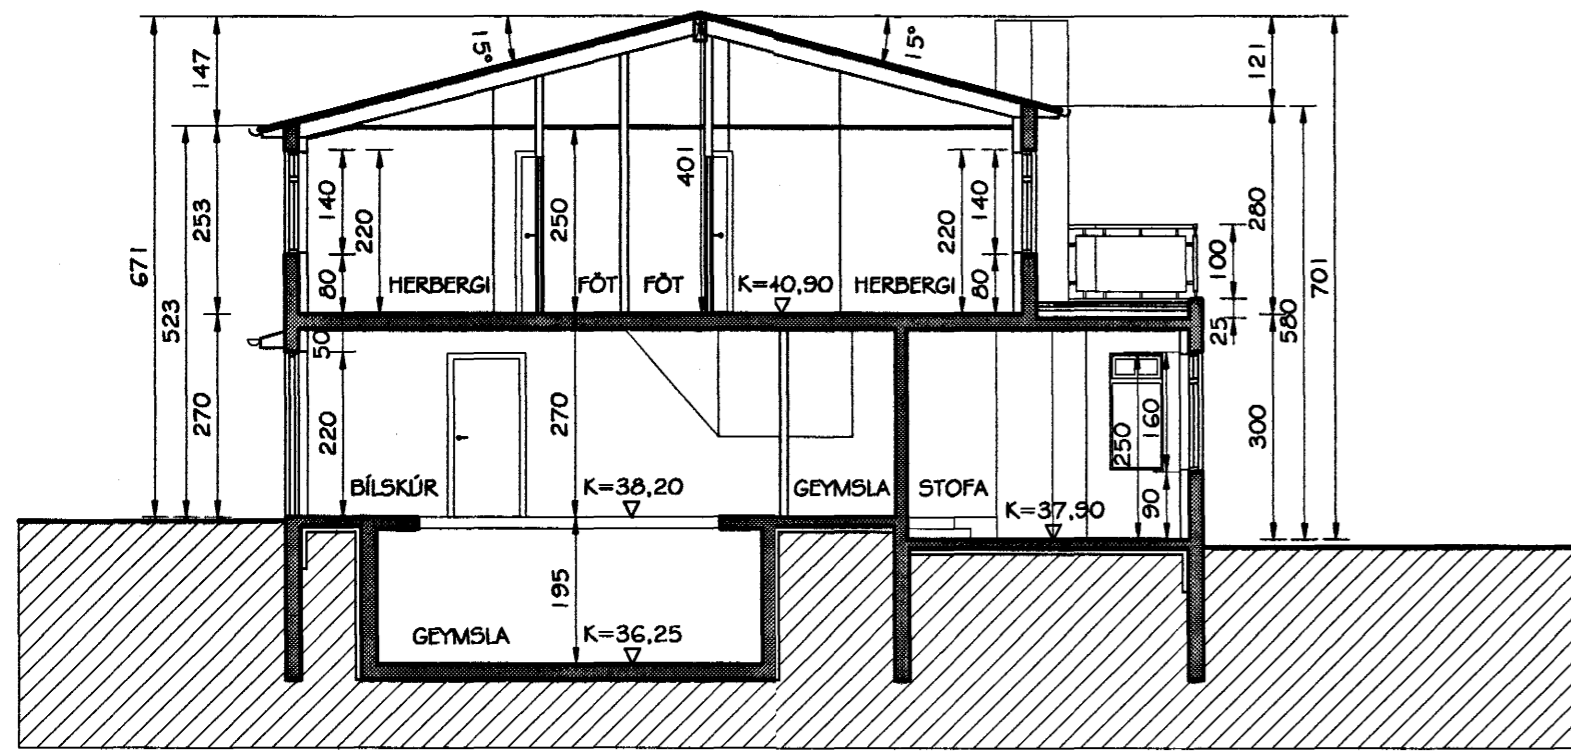 15°
15°
147
121
671
523
253
140
220
80
250
401
220
140
80
280
100
25
580
701
HERBERGI
FÖT
FÖT
K=40,90
HERBERGI
50
270
220
270
250
160
90
300
BÍLSKÚR
K=38,20
GEYMSLA
STOFA
K=37,90
195
GEYMSLA
K=36,25